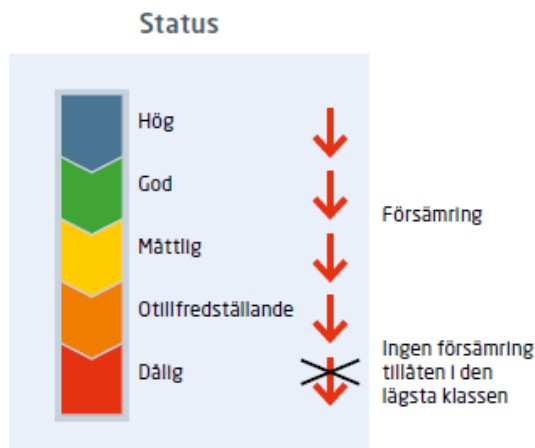 Status
Hög
God
Försämring
Måttlig
Otillfredställande
Dålig
Ingen försämring
tillåten i den
lägsta klassen